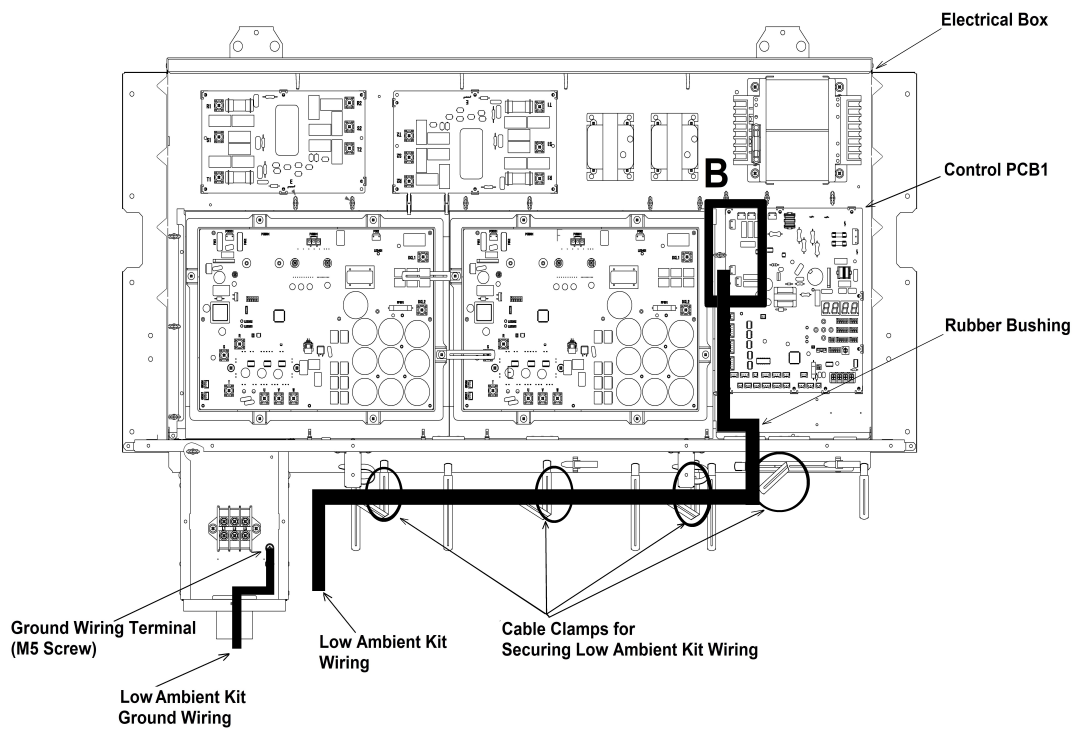 Electrical Box
Control PCB1
B
Rubber Bushing
Ground Wiring Terminal
(M5 Screw)
Low Ambient Kit
Wiring
Cable Clamps for
Securing Low Ambient Kit Wiring
Low Ambient Kit
Ground Wiring